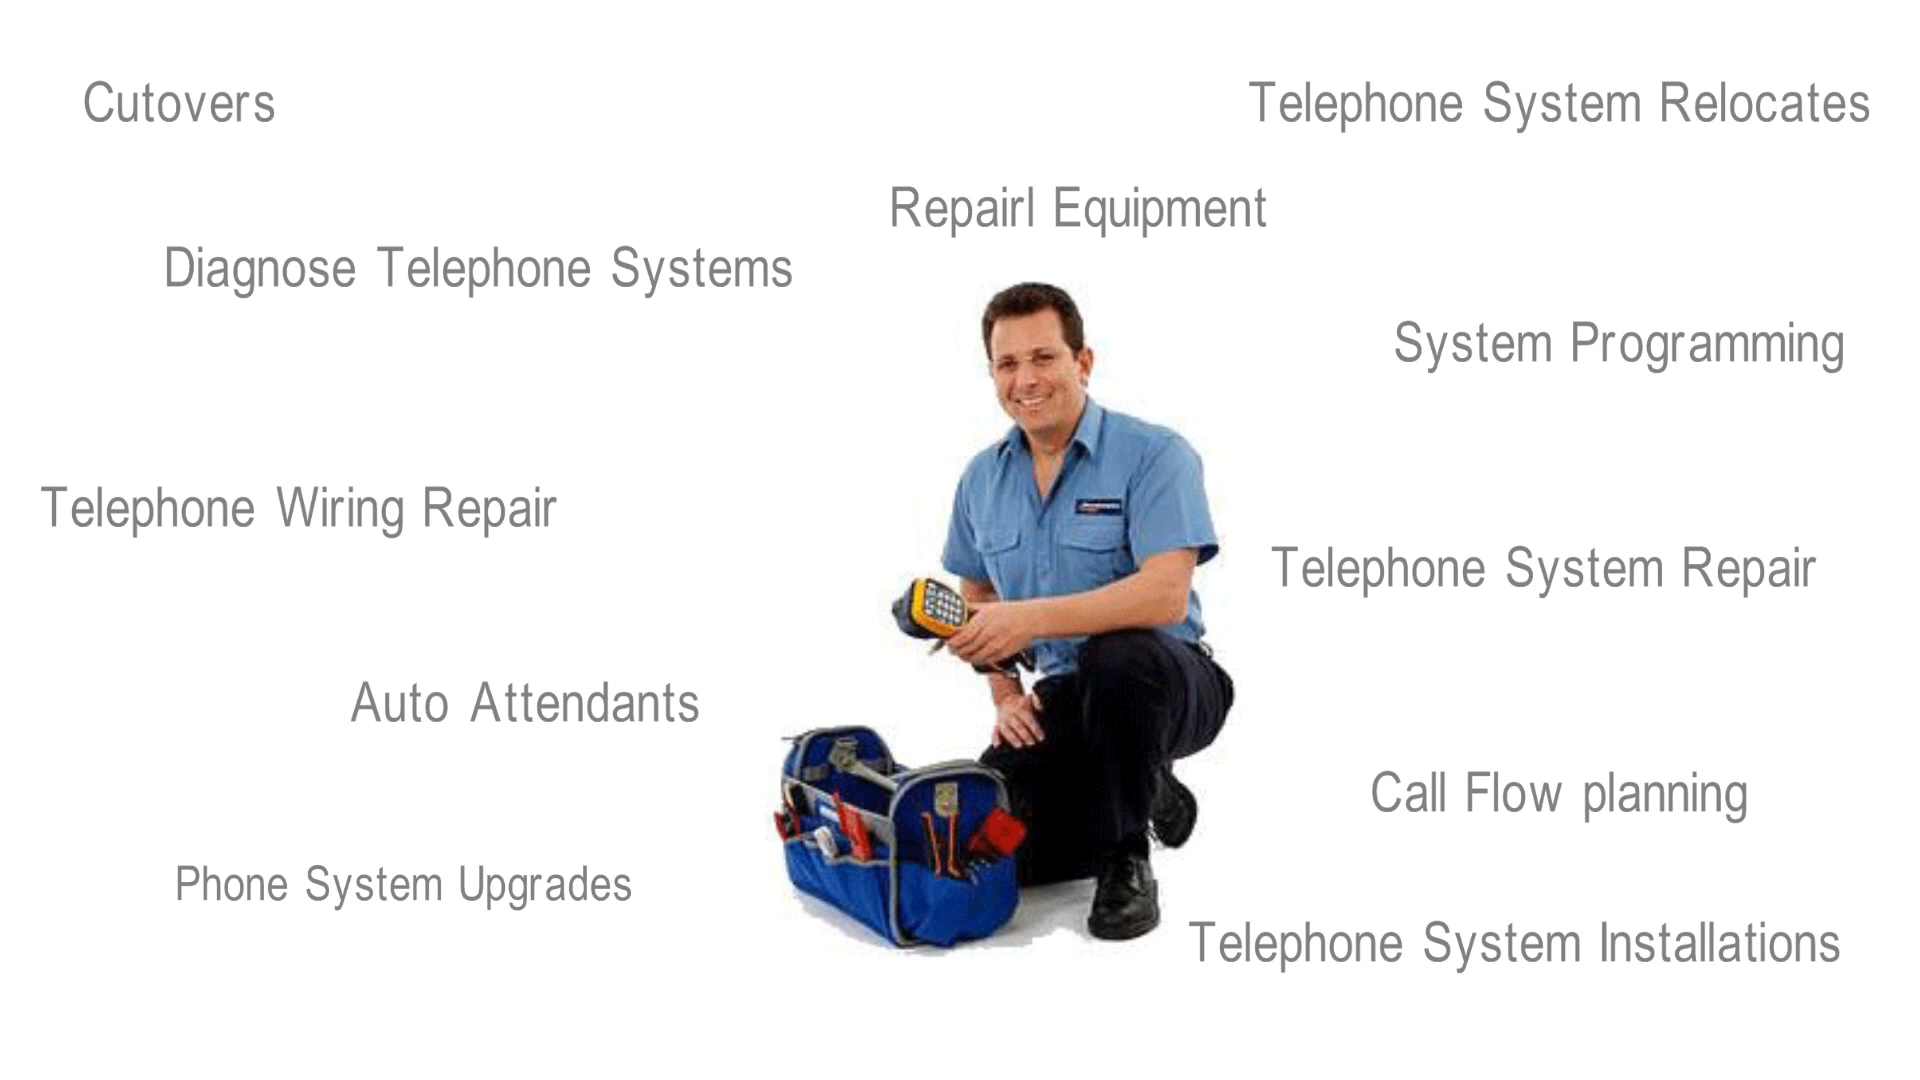 Cutovers
Telephone System Relocates
Repairl Equipment
Diagnose Telephone Systems
System Programming
Telephone Wiring Repair
Telephone System Repair
Auto Attendants
Call Flow planning
Phone System Upgrades
Telephone System Installations